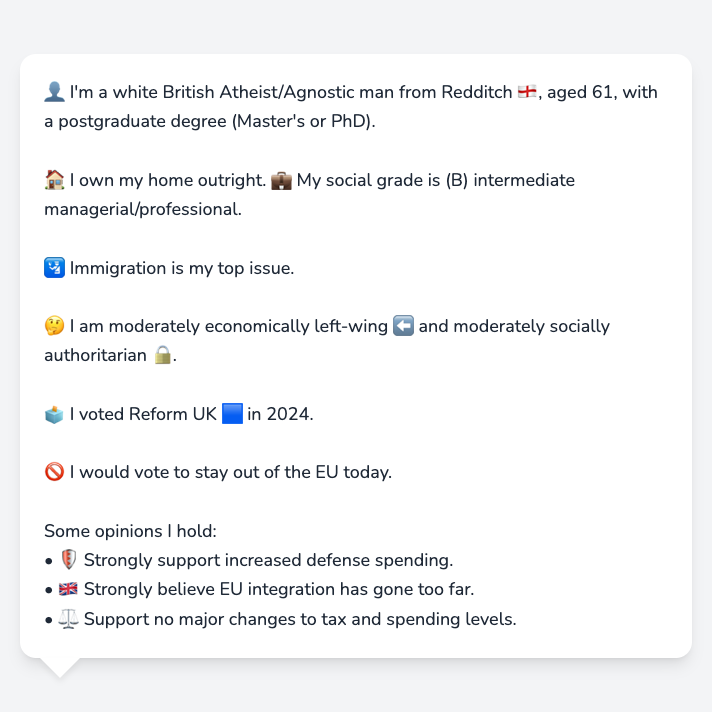 👤 I'm a white British Atheist/Agnostic man from Redditch 🏴󠁧󠁢󠁥󠁮󠁧󠁿, aged 61, with
a postgraduate degree (Master's or PhD).
🏠 I own my home outright. 💼 My social grade is (B) intermediate
managerial/professional.
🛂 Immigration is my top issue.
🤔 I am moderately economically left-wing ⬅️ and moderately socially
authoritarian 🔒.
🗳️ I voted Reform UK 🟦 in 2024.
🚫 I would vote to stay out of the EU today.
Some opinions I hold:
• 🛡️ Strongly support increased defense spending.
• 🇬🇧 Strongly believe EU integration has gone too far.
• ⚖️ Support no major changes to tax and spending levels.